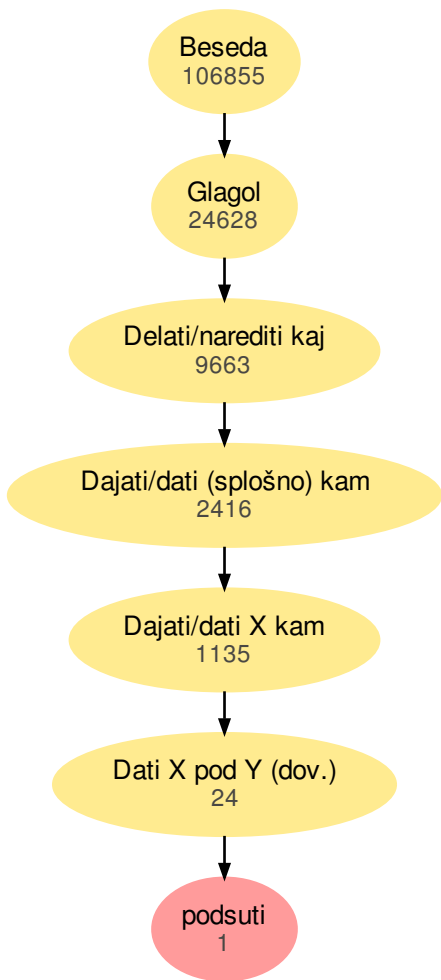 Beseda
106855
Glagol
24628
Delati/narediti kaj
9663
Dajati/dati (splošno) kam
2416
Dajati/dati X kam
1135
Dati X pod Y (dov.)
24
podsuti
1